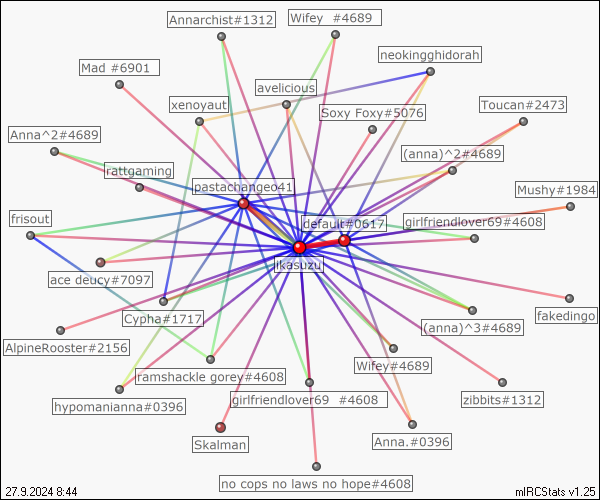 Annarchist#1312
Wifey #4689
neokingghidorah
Mad #6901
avelicious
xenoyaut
Soxy Foxy#5076
Toucan#2473
Anna^2#4689
(anna)^2#4689
rattgaming
pastachangeo41
Mushy#1984
frisout
default#0617
girlfriendlover69#4608
ikasuzu
ace deucy#7097
fakedingo
Cypha#1717
(anna)^3#4689
AlpineRooster#2156
Wifey#4689
ramshackle gorey#4608
hypomanianna#0396
girlfriendlover69 #4608
zibbits#1312
Skalman
Anna.#0396
no cops no laws no hope#4608
27.9.2024 8:44
mIRCStats v1.25